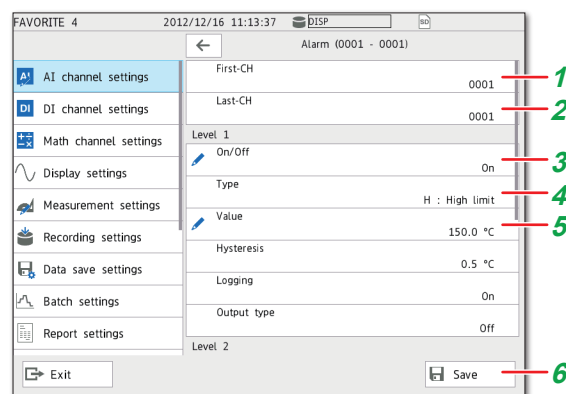 FAVORITE 4 2012/12/16 11:13:37 DISP SD
Alarm (0001 - 0001)
AI AI channel settings
DI DI channel settings
Math channel settings
Display settings
Measurement settings
Recording settings
Data save settings
Batch settings
Report settings
Exit
First-CH
0001
1
Last-CH
0001
2
Level 1
On/Off
On
3
Type
H : High limit
4
Value
150.0 °C
5
Hysteresis
0.5 °C
Logging
On
Output type
Off
Level 2
Save
6